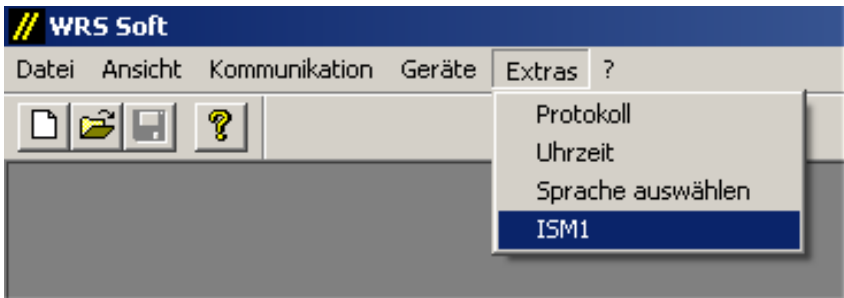 WRS Soft
Datei Ansicht Kommunikation Geräte Extras ?
Protokoll
Uhrzeit
Sprache auswählen
ISM1